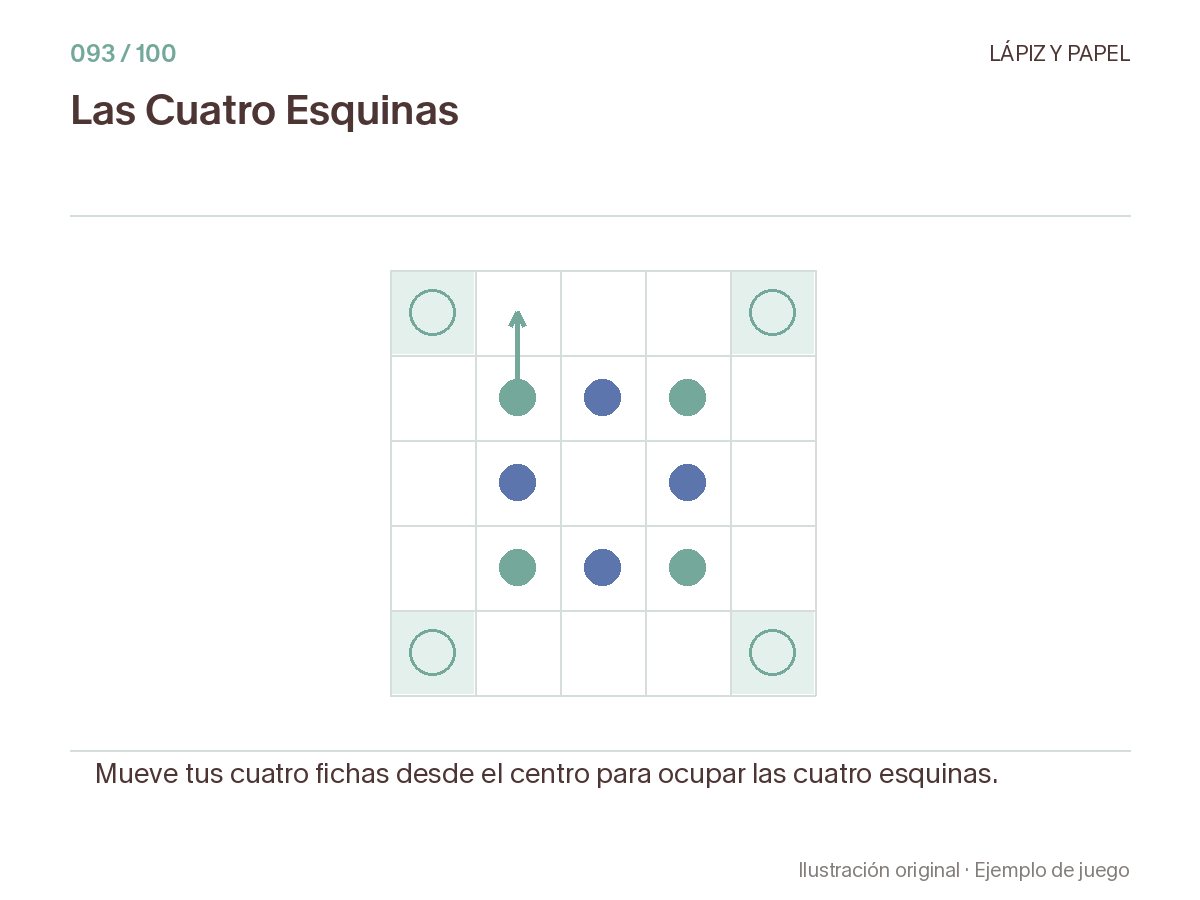 093 / 100
LÁPIZ Y PAPEL
Las Cuatro Esquinas
Mueve tus cuatro fichas desde el centro para ocupar las cuatro esquinas.
Ilustración original · Ejemplo de juego